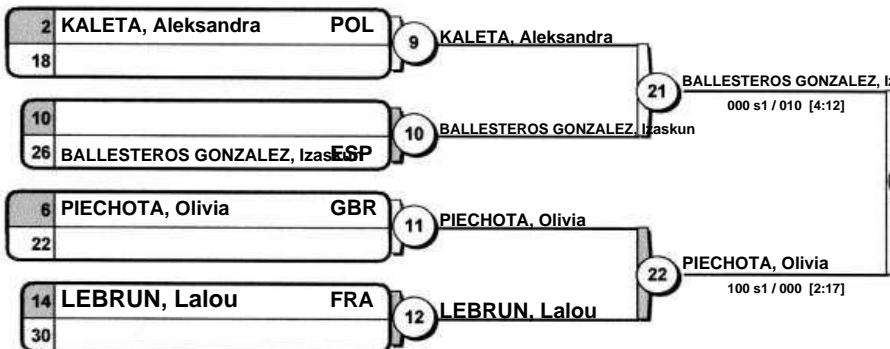 2 KALETA, Aleksandra POL
18
9 KALETA, Aleksandra
10
26 BALLESTEROS GONZALEZ, Izaskun ESP
10 BALLESTEROS GONZALEZ, Izaskun
21 BALLESTEROS GONZALEZ, Iz
000 s1 / 010 [4:12]
6 PIECHOTA, Olivia GBR
22
11 PIECHOTA, Olivia
14 LEBRUN, Lalou FRA
30
12 LEBRUN, Lalou
22 PIECHOTA, Olivia
100 s1 / 000 [2:17]